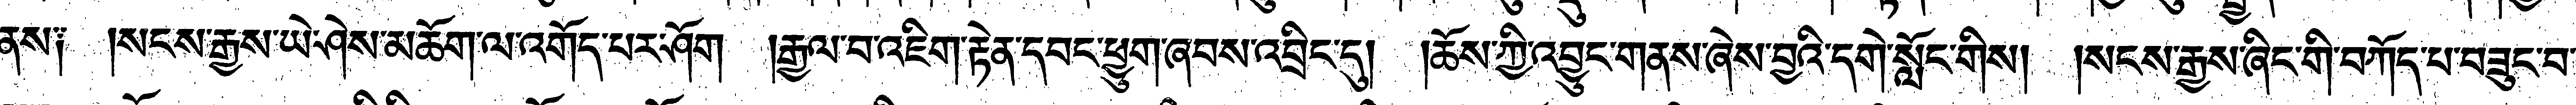 ནས༔ །སངས་རྒྱས་ཡེ་ཤེས་མཆོག་ལ་འགོད་པར་ཤོག །རྒྱལ་བ་འཇིག་རྟེན་དབང་ཕྱུག་ཞབས་འབྲིང་དུ། །ཆོས་ཀྱི་འབྱུང་གནས་ཞེས་བྱའི་དགེ་སློང་གིས། །སངས་རྒྱས་ཞིང་གི་བཀོད་པ་བཟུང་བ་